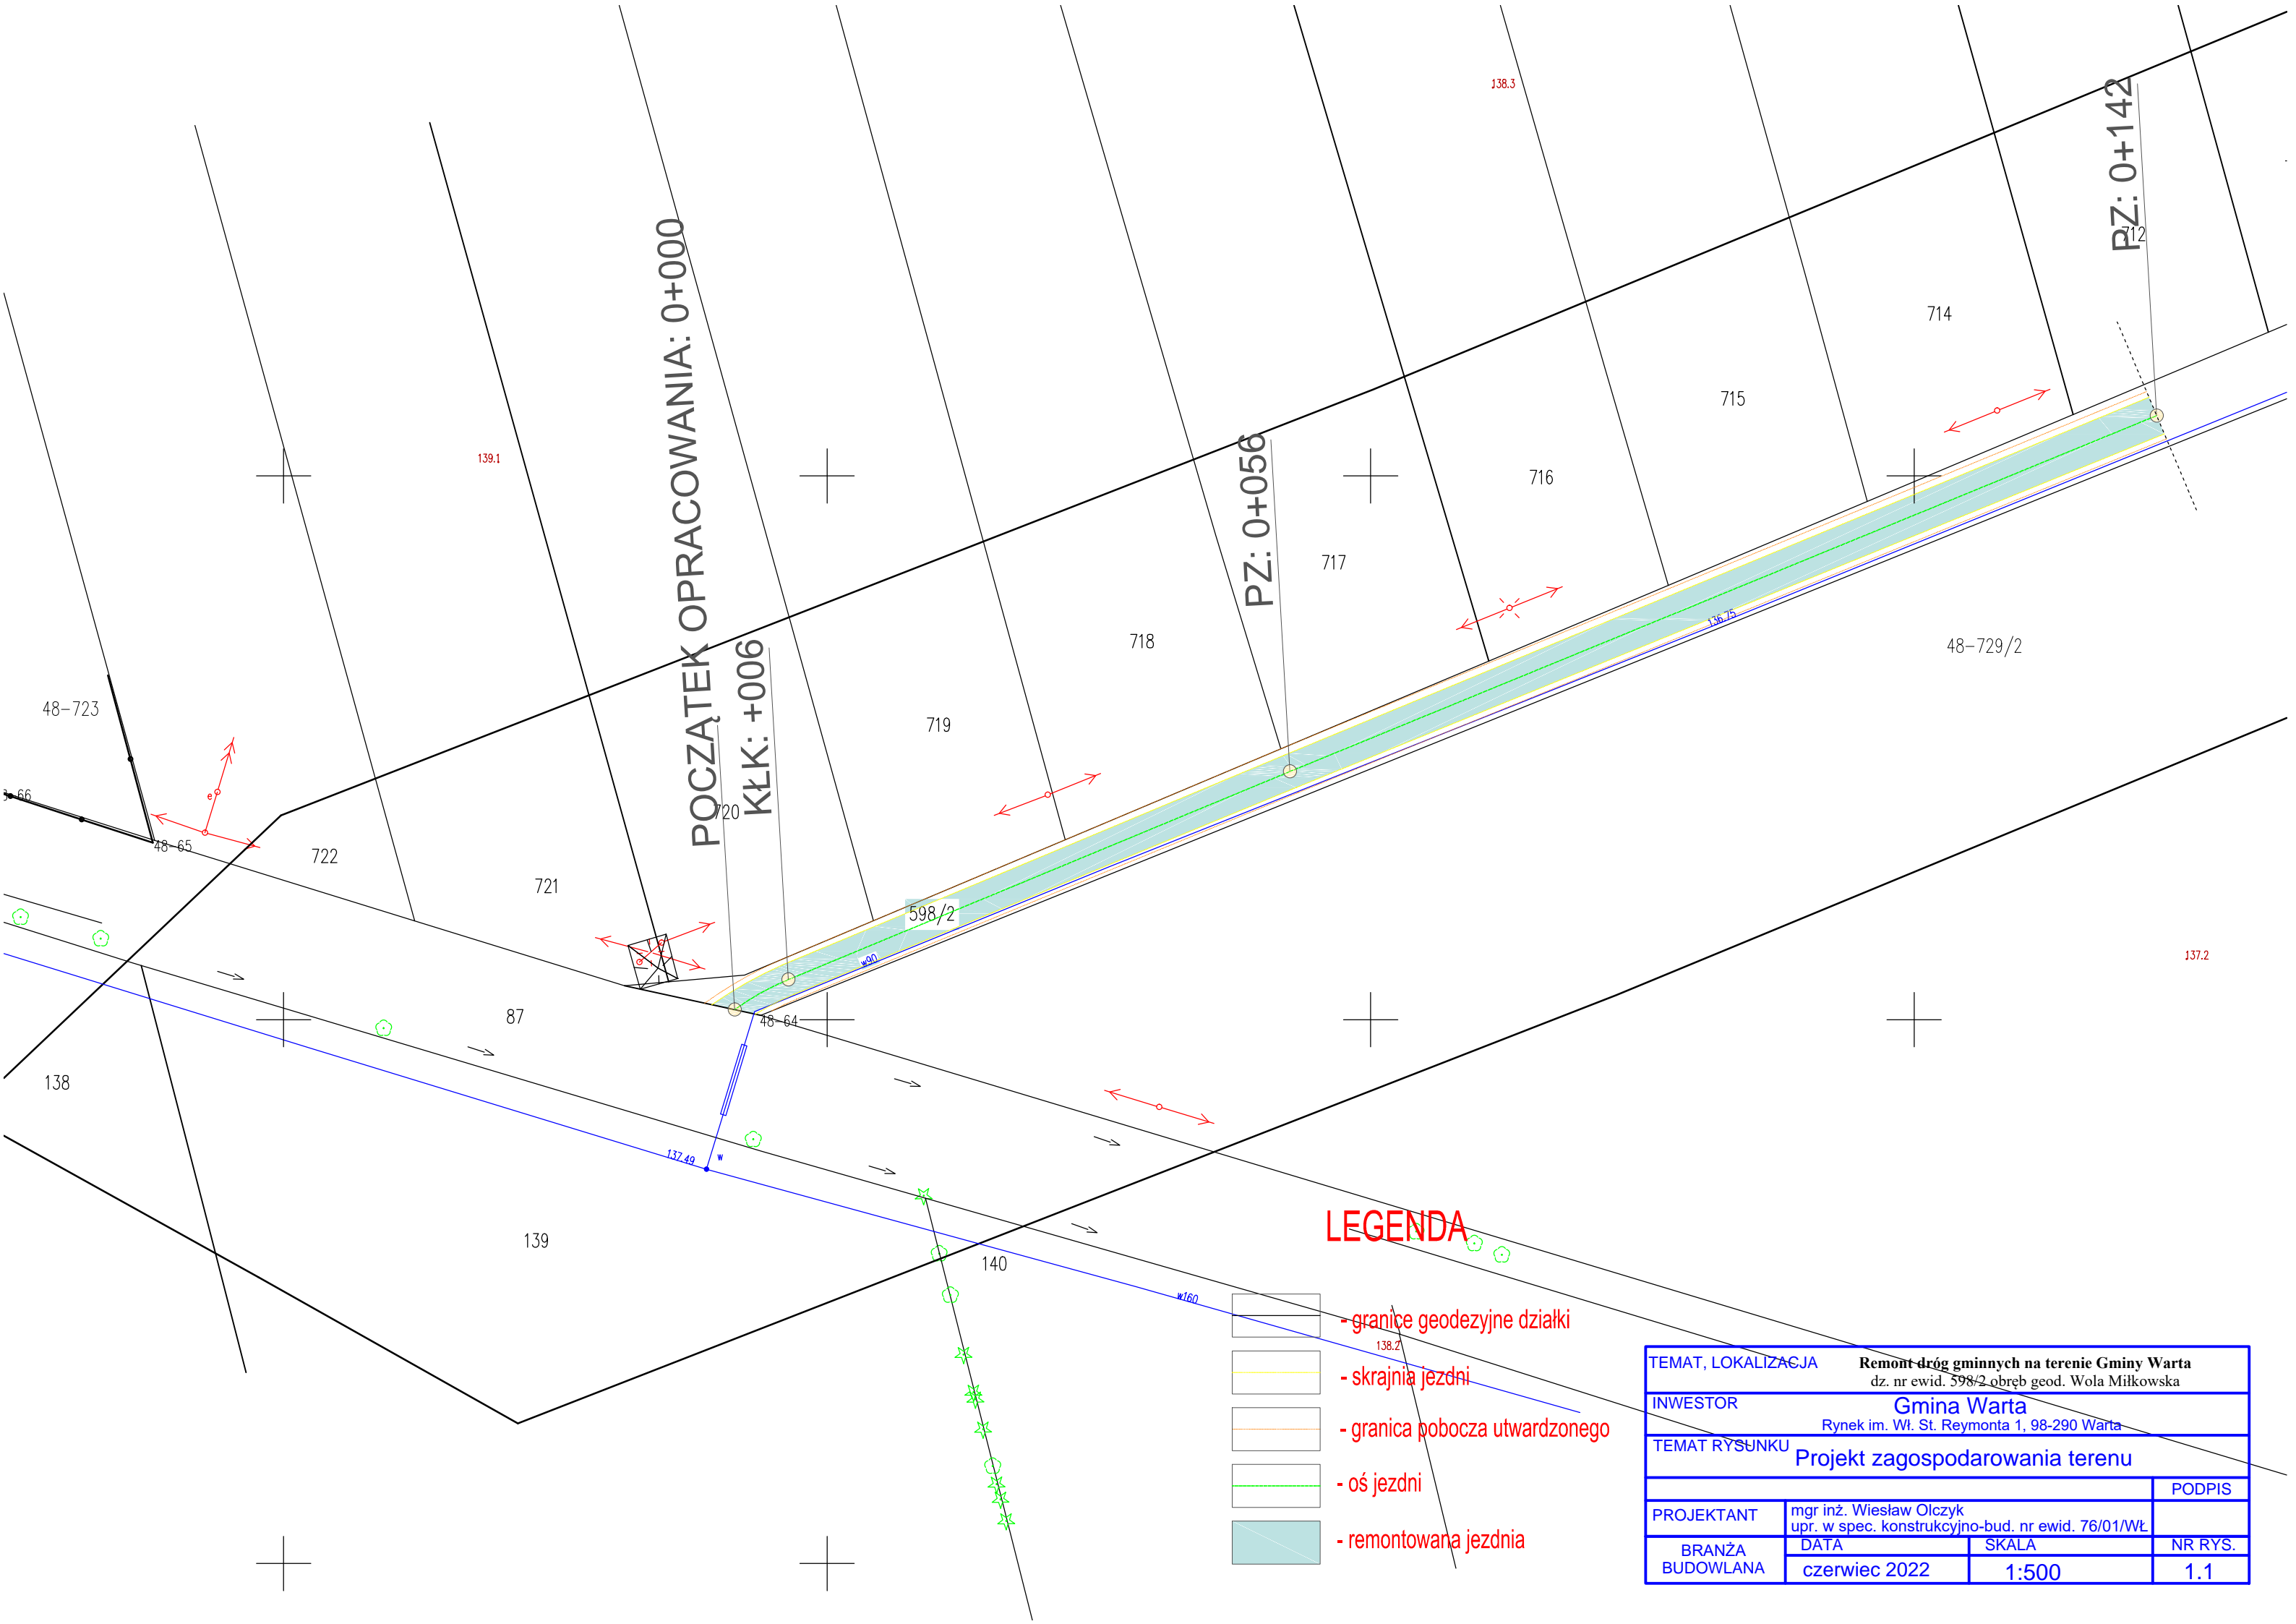 138.3
PZ: 0+142
712
714
POCZĄTEK OPRACOWANIA: 0+000
715
139.1
PZ: 0+056
716
717
136.75
KŁK: +006
718
48-729/2
48-723
719
720
48-65
722
721
598/2
w90
137.2
87
48-64
138
137.49
w
139
140
w160
e
LEGENDA
- granice geodezyjne działki
138.2
- skrajnia jezdni
- granica pobocza utwardzonego
- oś jezdni
- remontowana jezdnia
TEMAT, LOKALIZACJA
Remont dróg gminnych na terenie Gminy Warta
dz. nr ewid. 598/2 obręb geod. Wola Miłkowska
INWESTOR
Gmina Warta
Rynek im. Wł. St. Reymonta 1, 98-290 Warta
TEMAT RYSUNKU
Projekt zagospodarowania terenu
PODPIS
PROJEKTANT
mgr inż. Wiesław Olczyk
upr. w spec. konstrukcyjno-bud. nr ewid. 76/01/WŁ
BRANŻA
BUDOWLANA
DATA
SKALA
NR RYS.
czerwiec 2022
1:500
1.1